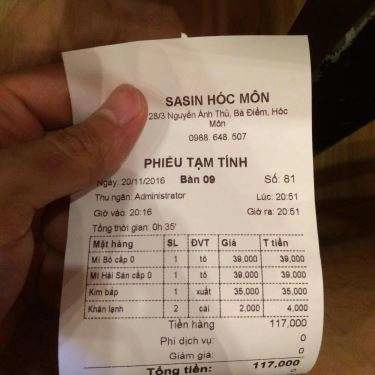 SASIN HÓC MÔN
28/3 Nguyễn Ảnh Thủ, Bà Điểm, Hóc
Môn
0988. 648. 507
PHIẾU TẠM TÍNH
Ngày: 20/11/2016 Bàn 09 Số: 81
Thu ngân: Administrator Lúc: 20:51
Giờ vào: 20:16 Giờ ra: 20:51
Tổng thời gian: 0h 35'
Mặt hàng SL ĐVT Giá T tiền
Mì Bò cấp 0 1 tô 39,000 39,000
Mì Hải Sản cấp 0 1 tô 39,000 39,000
Kim báp 1 xuất 35,000 35,000
Khăn lạnh 2 cái 2,000 4,000
Tiền hàng 117,000
Phí dịch vụ: 0
Giảm giá: 0
Tổng tiền: 117,000